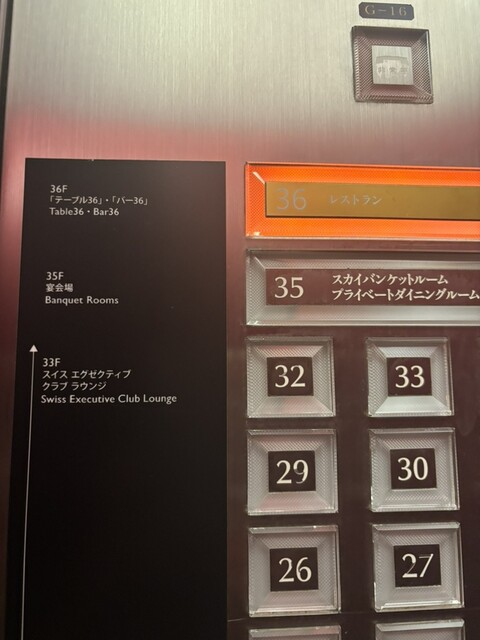 G-16
36F
「テーブル36」・「バー36」
Table36・Bar36
35F
宴会場
Banquet Rooms
33F
スイス エグゼクティブ
クラブ ラウンジ
Swiss Executive Club Lounge
36 レストラン
35 スカイバンケットルーム
プライベートダイニングルーム
32 33
29 30
26 27